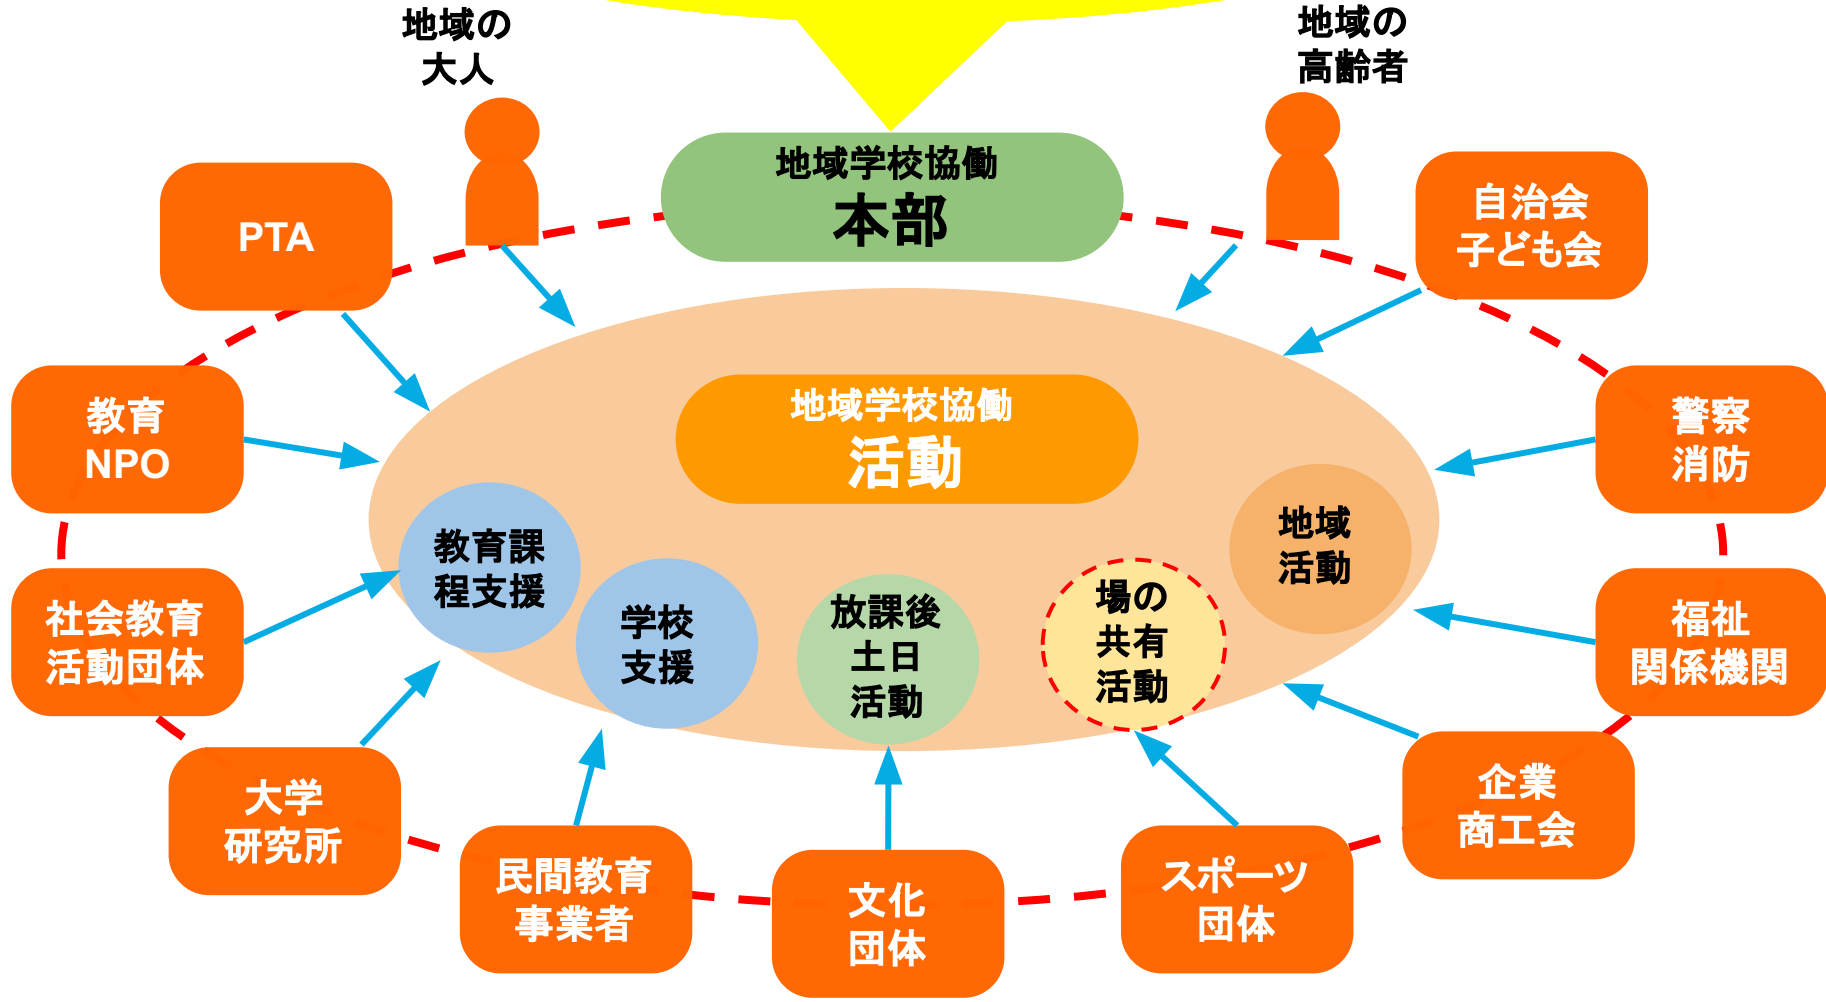 地域の
大人
地域の
高齢者
地域学校協働
本部
PTA
自治会
子ども会
教育
NPO
地域学校協働
活動
警察
消防
教育課
程支援
学校
支援
放課後
土日
活動
場の
共有
活動
地域
活動
社会教育
活動団体
福祉
関係機関
大学
研究所
企業
商工会
民間教育
事業者
文化
団体
スポーツ
団体